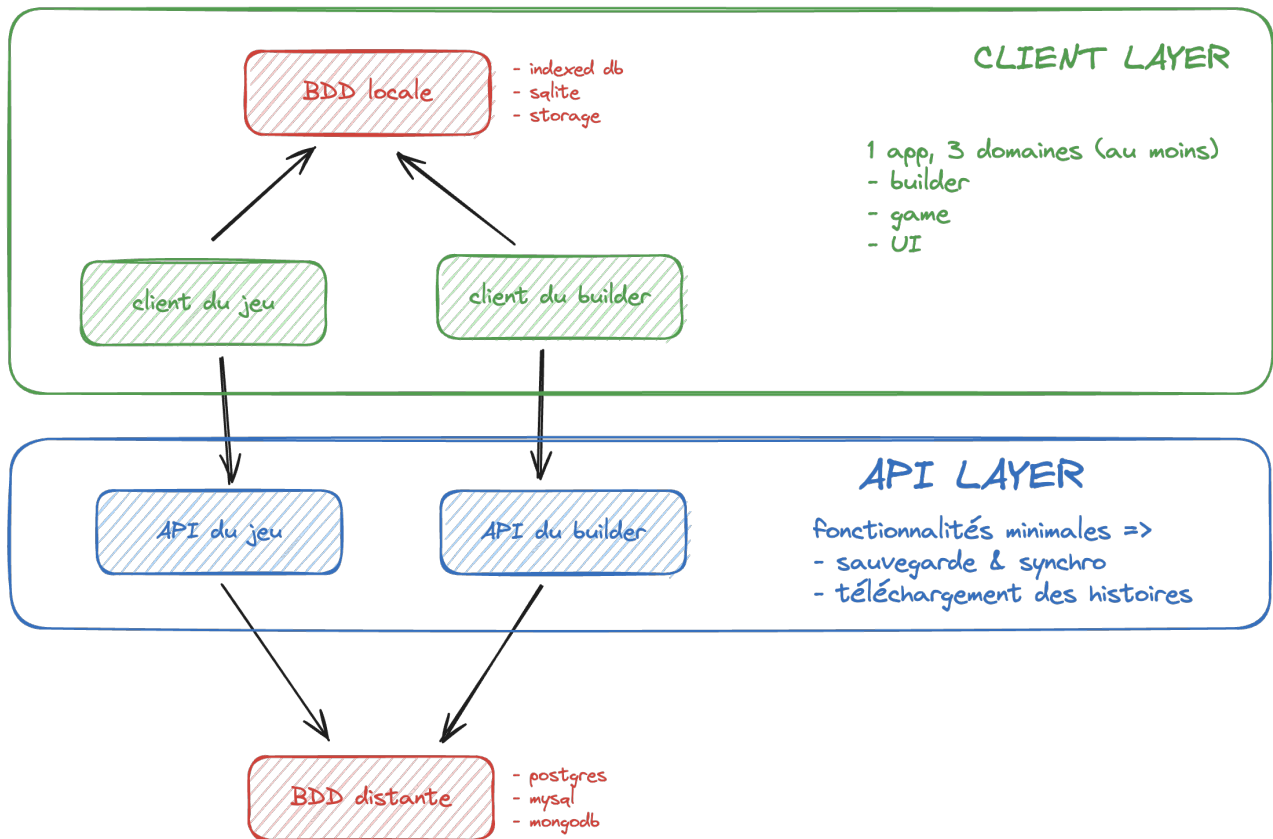 CLIENT LAYER
BDD locale
- indexed db
- sqlite
- storage
1 app, 3 domaines (au moins)
- builder
- game
- UI
client du jeu
client du builder
API LAYER
API du jeu
API du builder
fonctionnalités minimales =>
- sauvegarde & synchro
- téléchargement des histoires
BDD distante
- postgres
- mysql
- mongodb